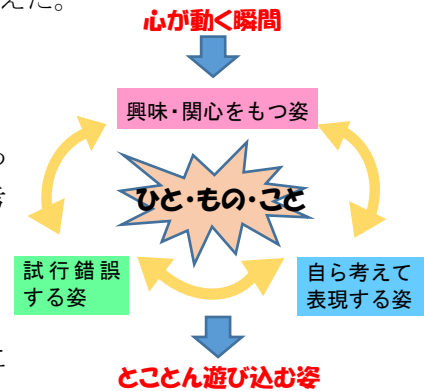 えた。
心が動く瞬間
興味・関心をもつ姿
ひと・もの・こと
試行錯誤
する姿
自ら考えて
表現する姿
とことん遊び込む姿